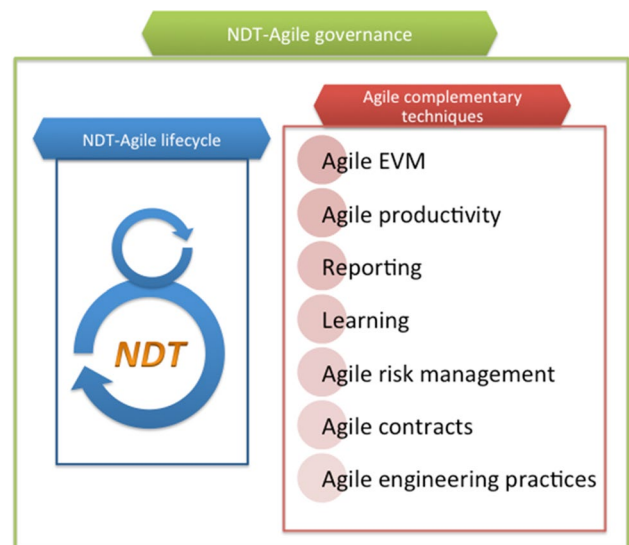 NDT-Agile governance
NDT-Agile lifecycle
NDT
Agile complementary
techniques
Agile EVM
Agile productivity
Reporting
Learning
Agile risk management
Agile contracts
Agile engineering practices